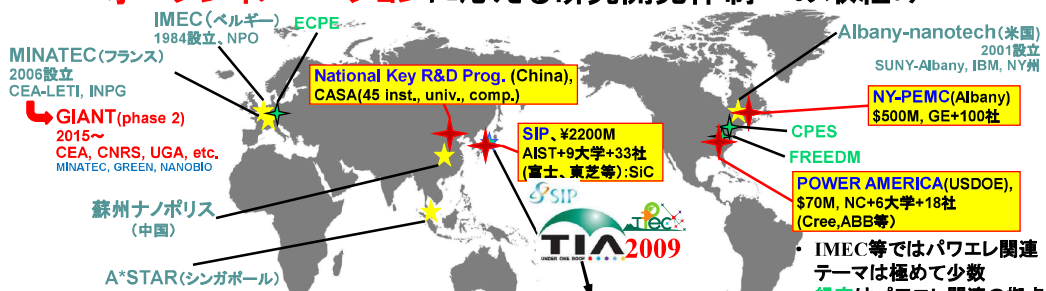 IMEC(ベルギー)
1984設立、NPO
ECPE
MINATEC(フランス)
2006設立
CEA-LETI, INPG
GIANT(phase 2)
2015～
CEA, CNRS, UGA, etc.
MINATEC, GREEN, NANOBIO
National Key R&D Prog. (China),
CASA(45 inst., univ., comp.)
SIP、¥2200M
AIST+9大学+33社
(富士、東芝等):SiC
Albany-nanotech(米国)
2001設立
SUNY-Albany, IBM, NY州
NY-PEMC(Albany)
$500M, GE+100社
CPES
FREEDM
POWER AMERICA(USDOE),
$70M, NC+6大学+18社
(Cree,ABB等)
蘇州ナノポリス
(中国)
A*STAR(シンガポール)
SIP
TPEC
TIA
UNDER ONE ROOF
2009
・ IMEC等ではパワエレ関連
テーマは極めて少数